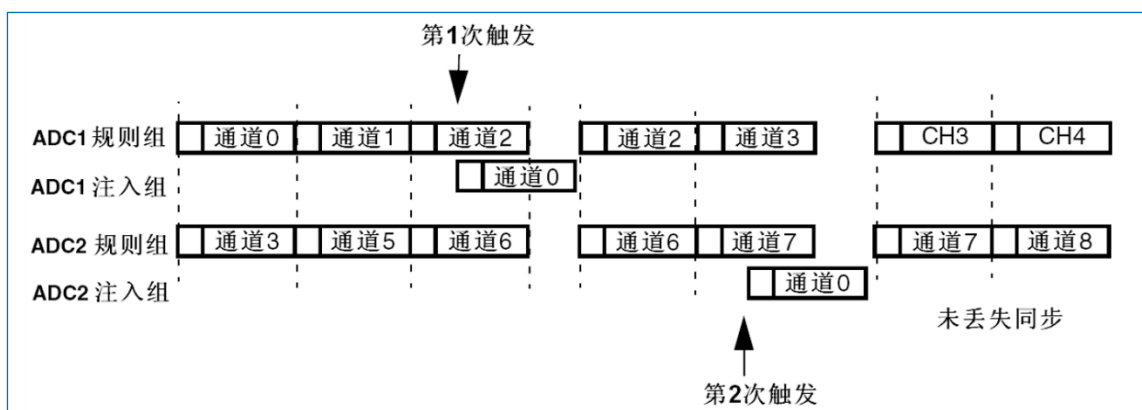 第1次触发
ADC1 规则组 通道0 通道1 通道2 通道2 通道3 CH3 CH4
ADC1 注入组 通道0
ADC2 规则组 通道3 通道5 通道6 通道6 通道7 通道7 通道8
ADC2 注入组 通道0
未丢失同步
第2次触发